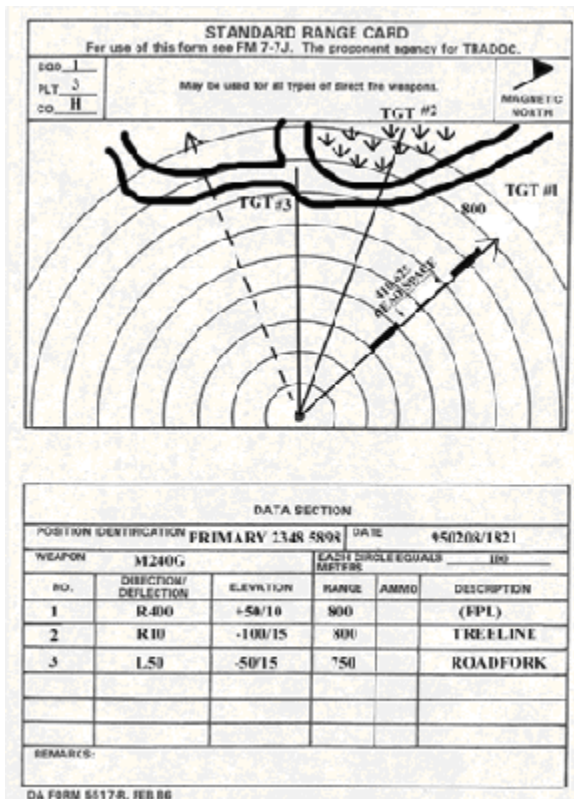 STANDARD RANGE CARD
For use of this form see FM 7-7J. The proponent agency for TRADOC.
SQD 1
PLT 3
CO H
May be used for all types of direct fire weapons.
MAGNETIC
NORTH
TGT #2
TGT #1
TGT #3
800
DEADSPACE
DATA SECTION
POSITION IDENTIFICATION PRIMARY 2348 5898 DATE 950208/1821
WEAPON M240G EACH CIRCLE EQUALS 100
METERS
NO. DIRECTION/ ELEVATION RANGE AMMO DESCRIPTION
DEFLECTION
1 R400 +50/10 800 (FPL)
2 R10 -100/15 800 TREELINE
3 L50 -50/15 750 ROADFORK
REMARKS:
DA FORM 5517-R, FEB 86